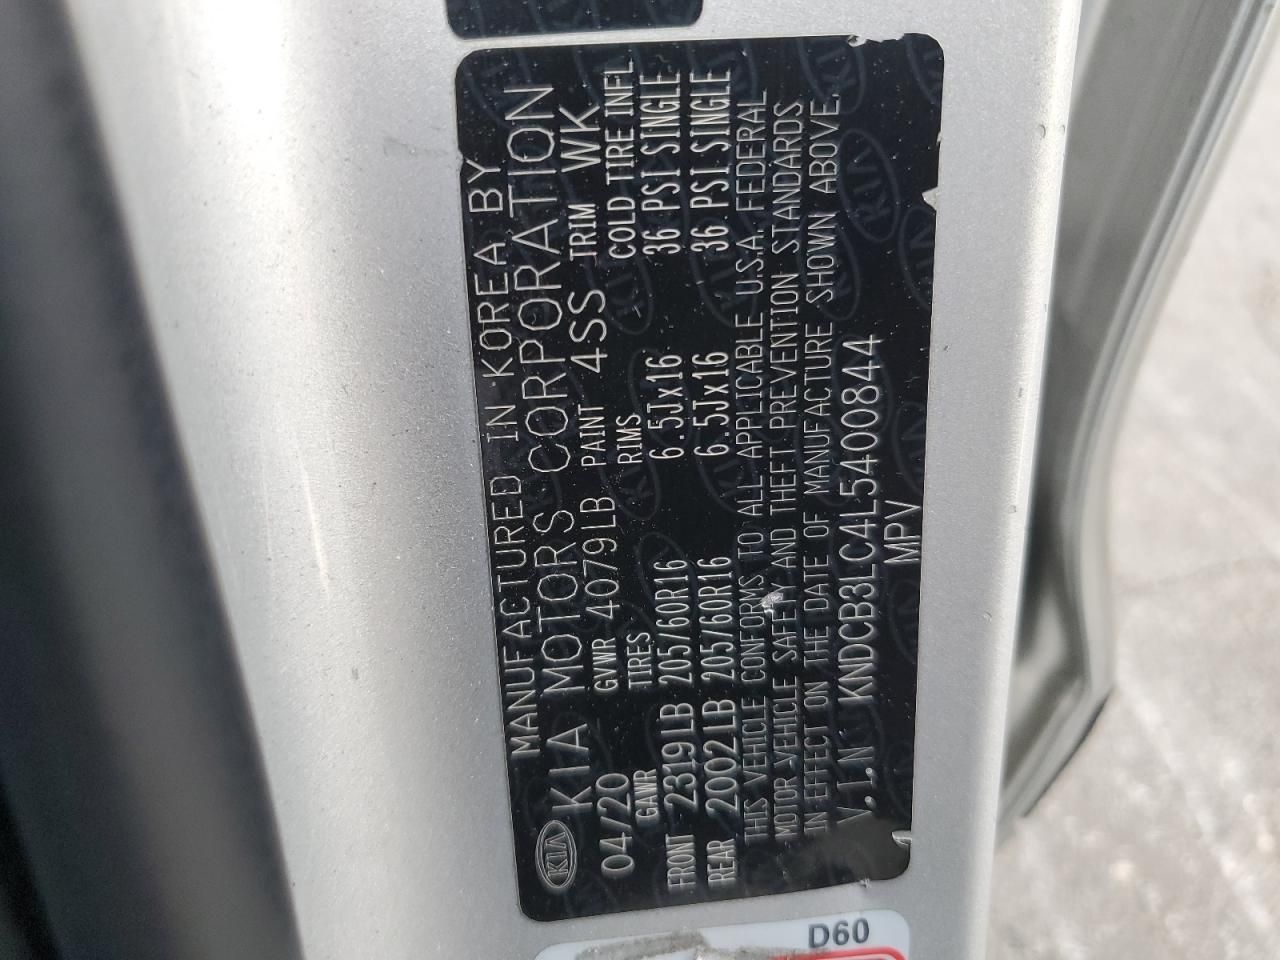 MANUFACTURED IN KOREA BY
KIA KIA MOTORS CORPORATION
04/20 GVWR 4079LB PAINT 4SS TRIM WK
GAWR TIRES RIMS COLD TIRE INFL
FRONT 2319LB 205/60R16 6.5Jx16 36 PSI SINGLE
REAR 2002LB 205/60R16 6.5Jx16 36 PSI SINGLE
THIS VEHICLE CONFORMS TO ALL APPLICABLE U.S.A. FEDERAL
MOTOR VEHICLE SAFETY AND THEFT PREVENTION STANDARDS
IN EFFECT ON THE DATE OF MANUFACTURE SHOWN ABOVE.
V.I.N KNDCB3LC4L5400844
MPV
D60